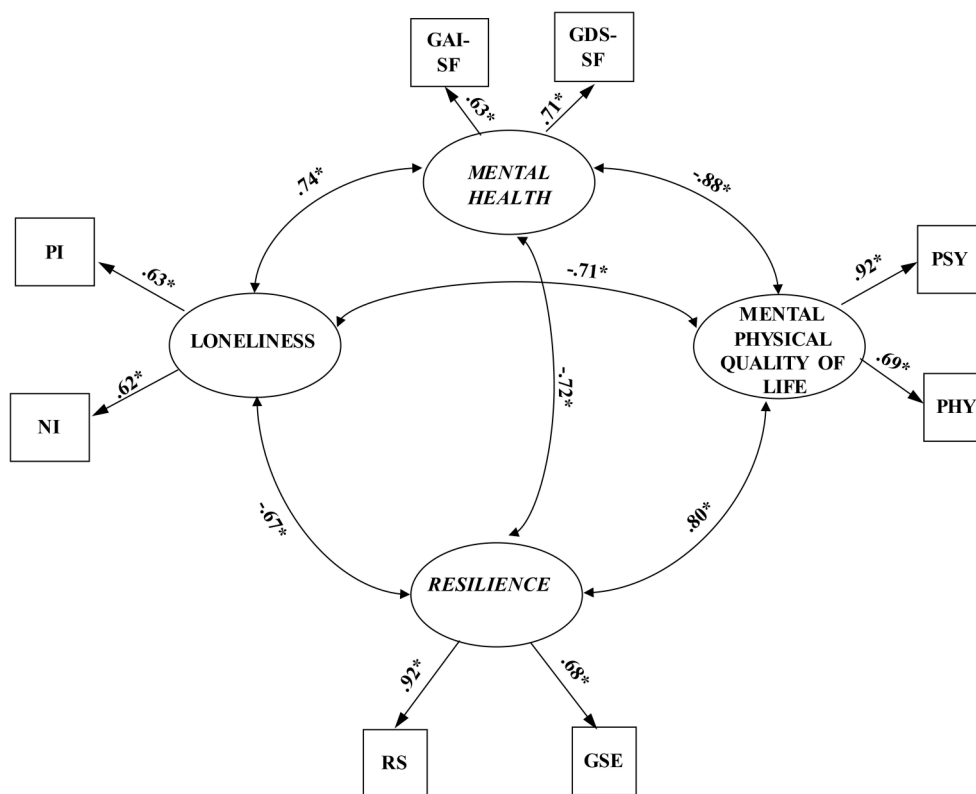 GAI-
SF
GDS-
SF
.63*
.71*
MENTAL
HEALTH
.74*
-.88*
PI
.63*
-.71*
.92*
PSY
LONELINESS
MENTAL
PHYSICAL
QUALITY OF
LIFE
.62*
NI
-.72*
.69*
PHY
-.67*
.80*
RESILIENCE
.92*
.68*
RS
GSE